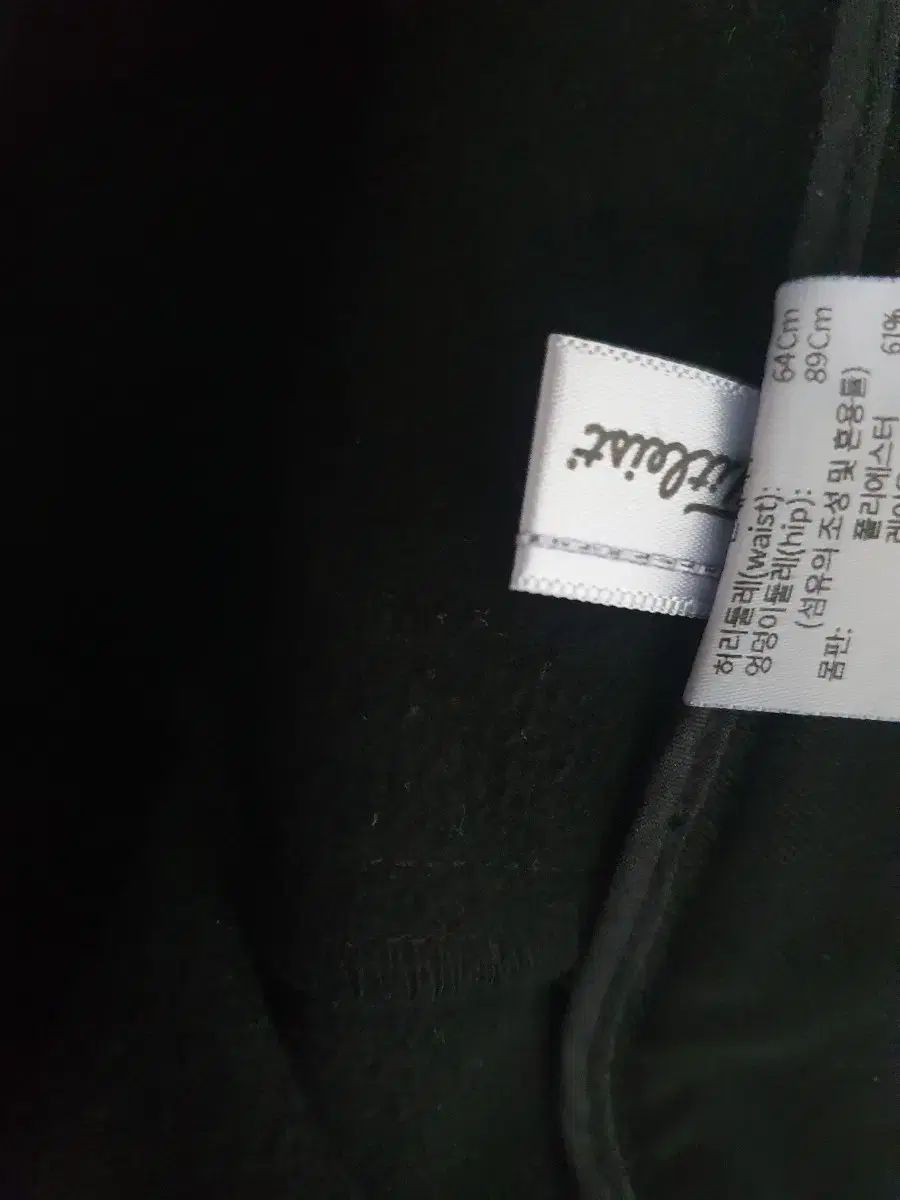 Titleist
허리둘레(waist): 64Cm
엉덩이둘레(hip): 89Cm
(섬유의 조성 및 혼용률)
몸판: 폴리에스터 61%